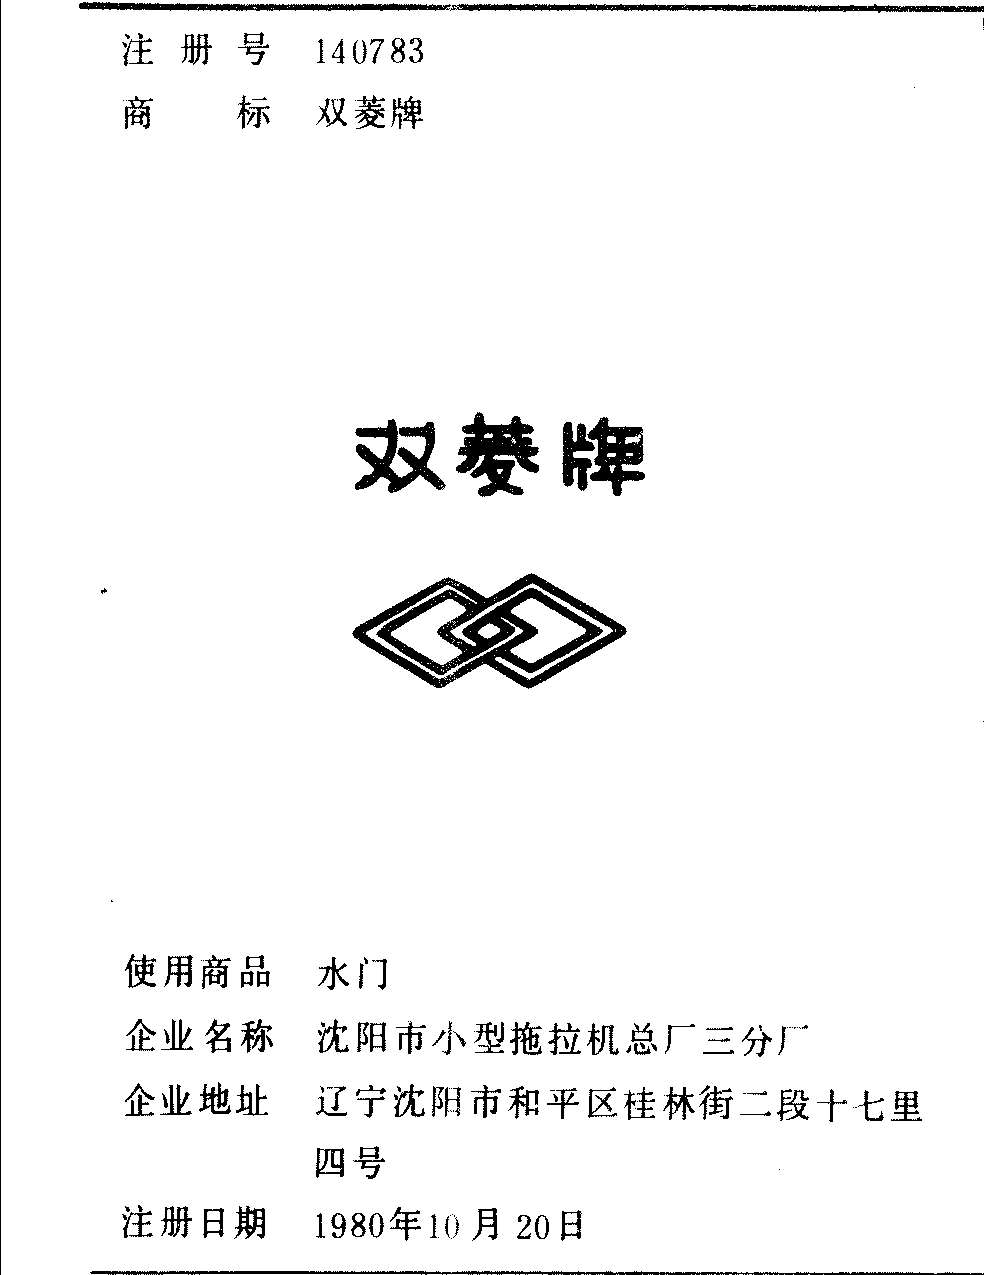 注册号 140783
商标 双菱牌
双菱牌
使用商品 水门
企业名称 沈阳市小型拖拉机总厂三分厂
企业地址 辽宁沈阳市和平区桂林街二段十七里
四号
注册日期 1980年10月20日